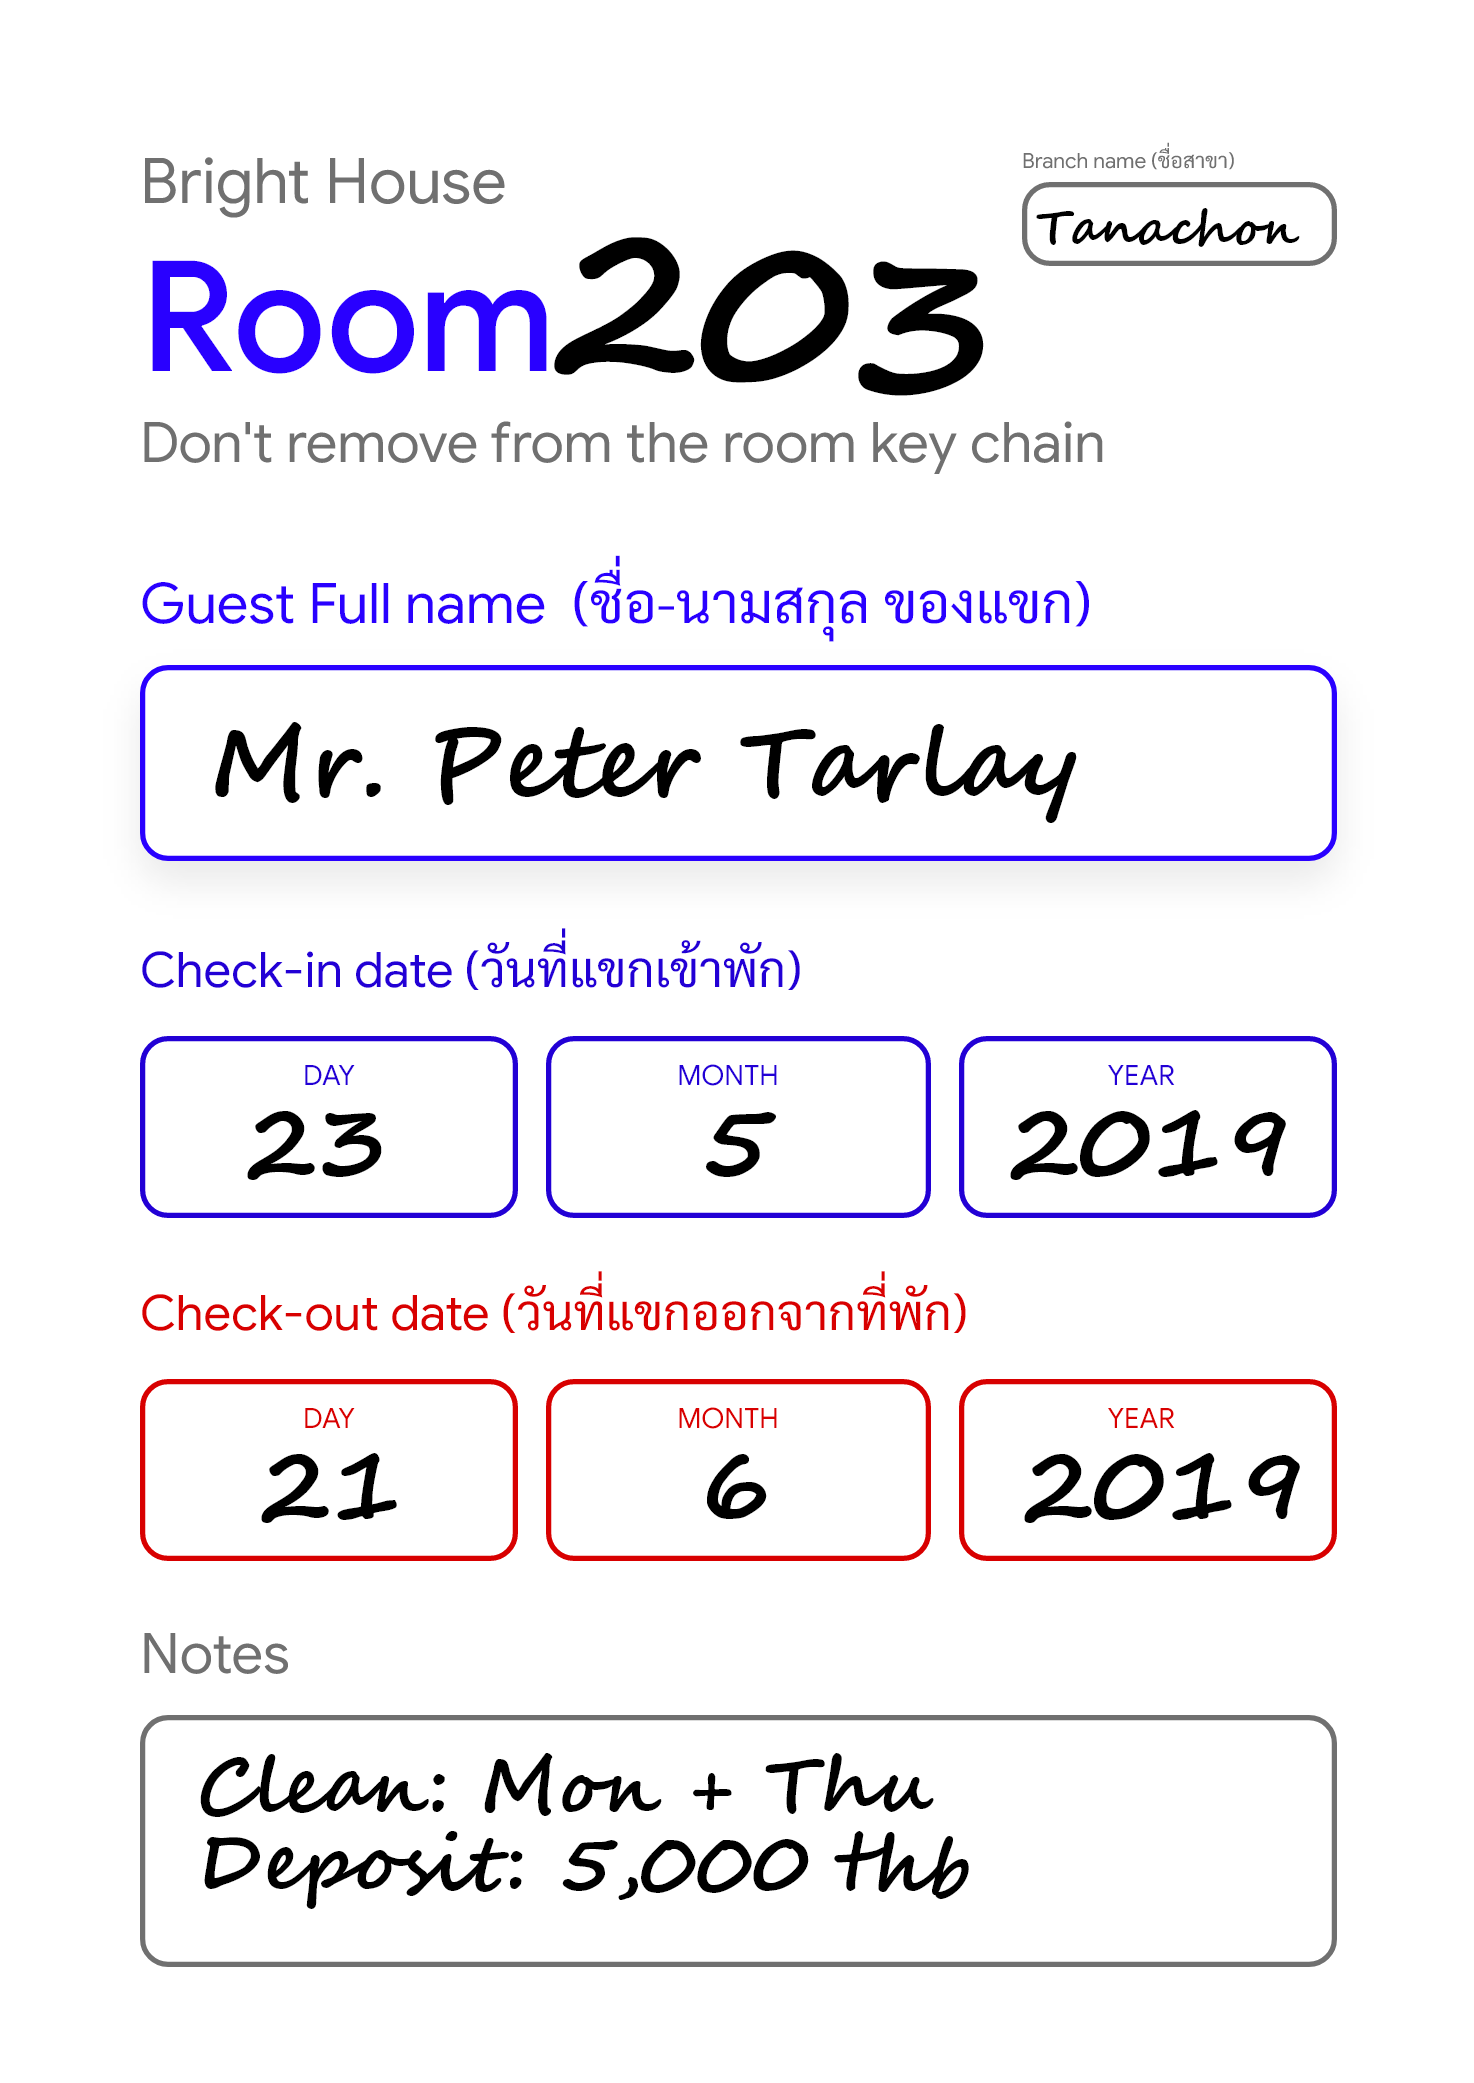 Bright House
Branch name (ชื่อสาขา)
Tanachon
Room 203
Don't remove from the room key chain
Guest Full name (ชื่อ-นามสกุล ของแขก)
Mr. Peter Tarlay
Check-in date (วันที่แขกเข้าพัก)
DAY MONTH YEAR
23 5 2019
Check-out date (วันที่แขกออกจากที่พัก)
DAY MONTH YEAR
21 6 2019
Notes
Clean: Mon + Thu
Deposit: 5,000 thb